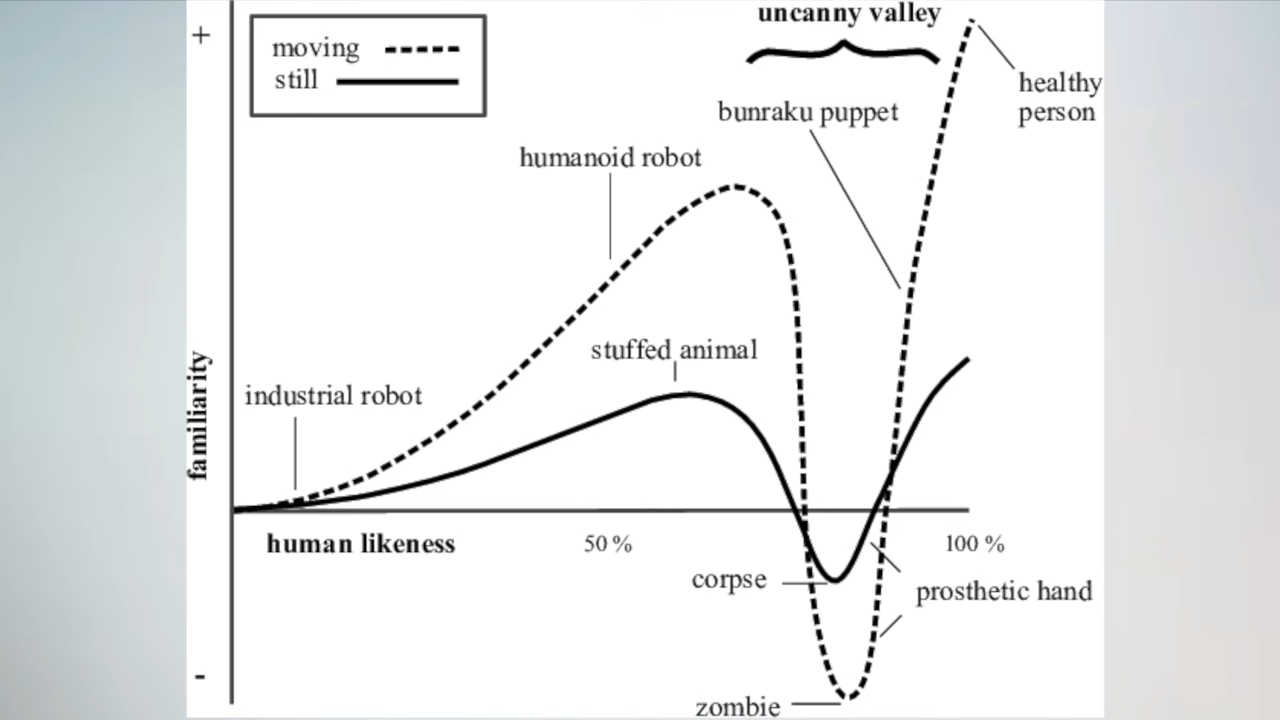 +
uncanny valley
moving
still
healthy
person
bunraku puppet
humanoid robot
stuffed animal
industrial robot
familiarity
human likeness
50 %
100 %
corpse
prosthetic hand
-
zombie